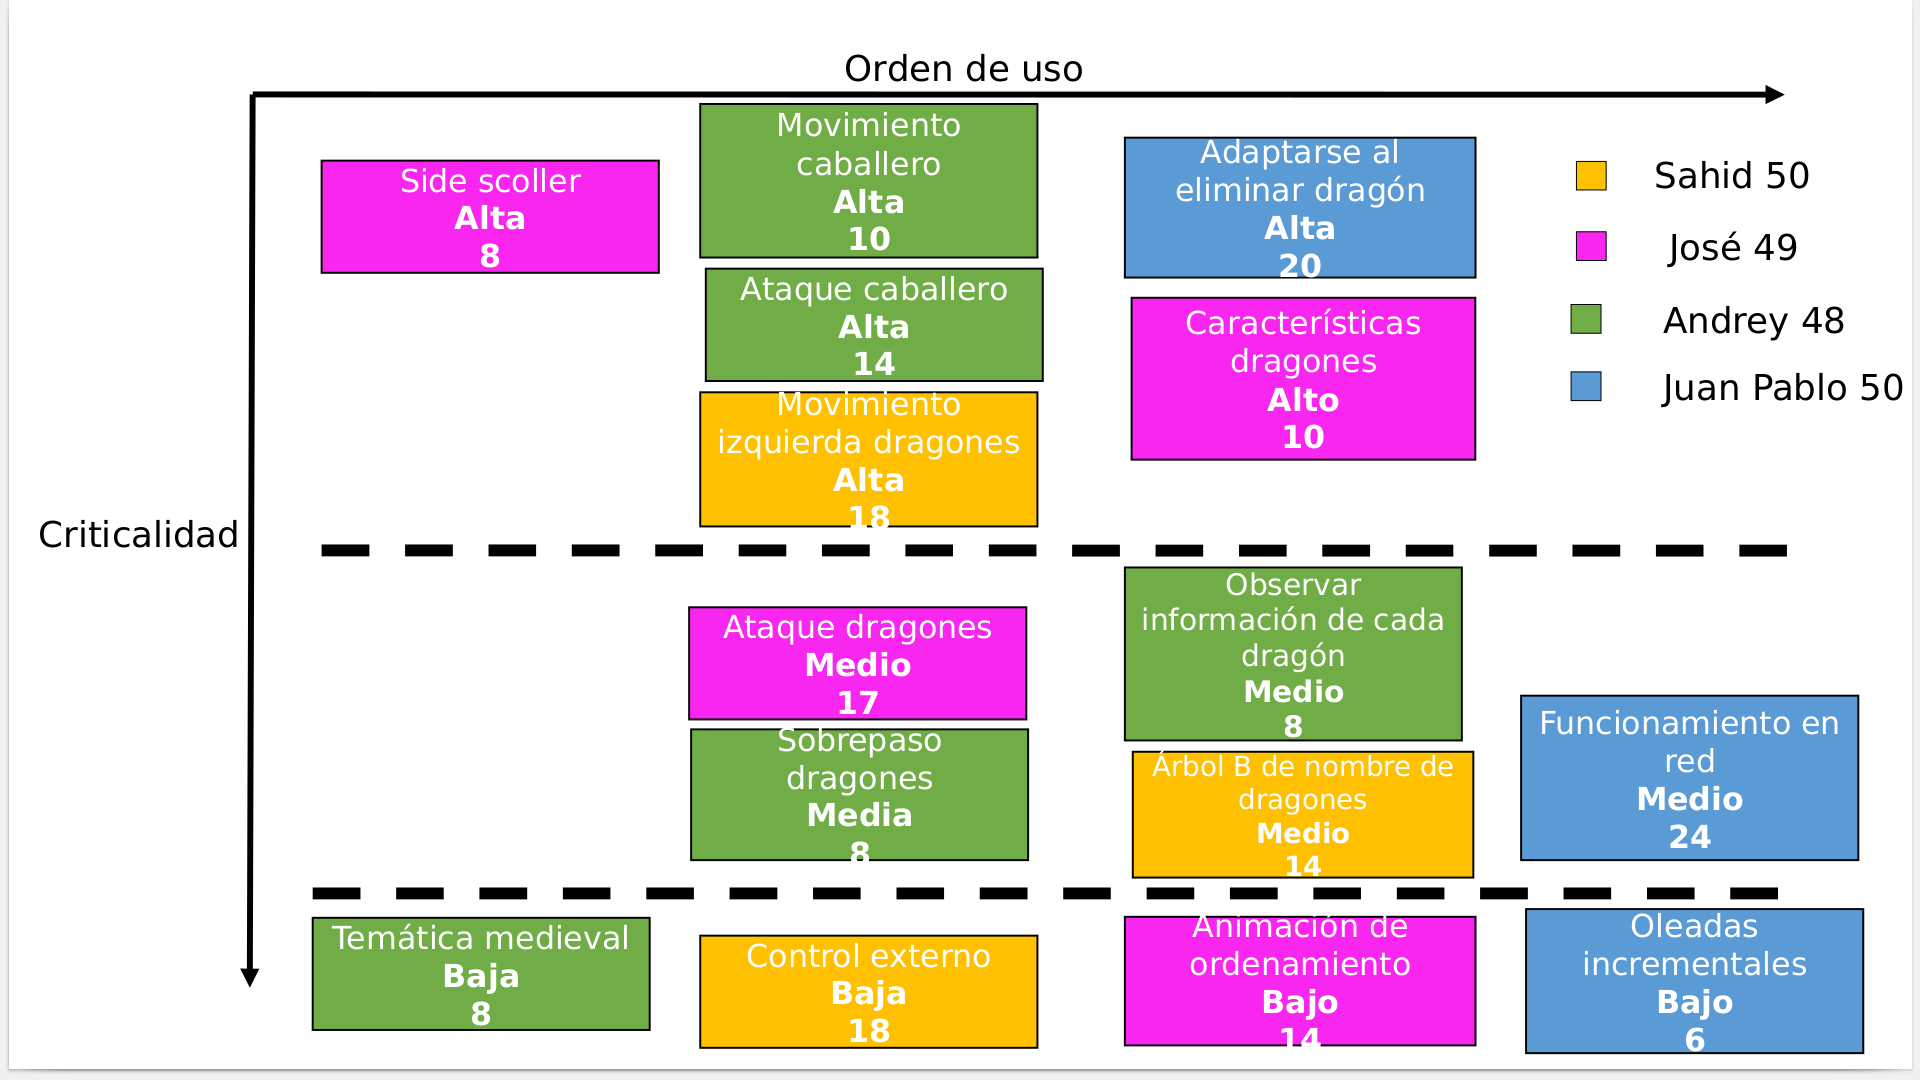 Orden de uso
Criticalidad
Side scoller
Alta
8
Movimiento
caballero
Alta
10
Ataque caballero
Alta
14
Movimiento
izquierda dragones
Alta
18
Adaptarse al
eliminar dragón
Alta
20
Características
dragones
Alto
10
Sahid 50
José 49
Andrey 48
Juan Pablo 50
Ataque dragones
Medio
17
Sobrepaso
dragones
Media
8
Observar
información de cada
dragón
Medio
8
Árbol B de nombre de
dragones
Medio
14
Funcionamiento en
red
Medio
24
Temática medieval
Baja
8
Control externo
Baja
18
Animación de
ordenamiento
Bajo
14
Oleadas
incrementales
Bajo
6